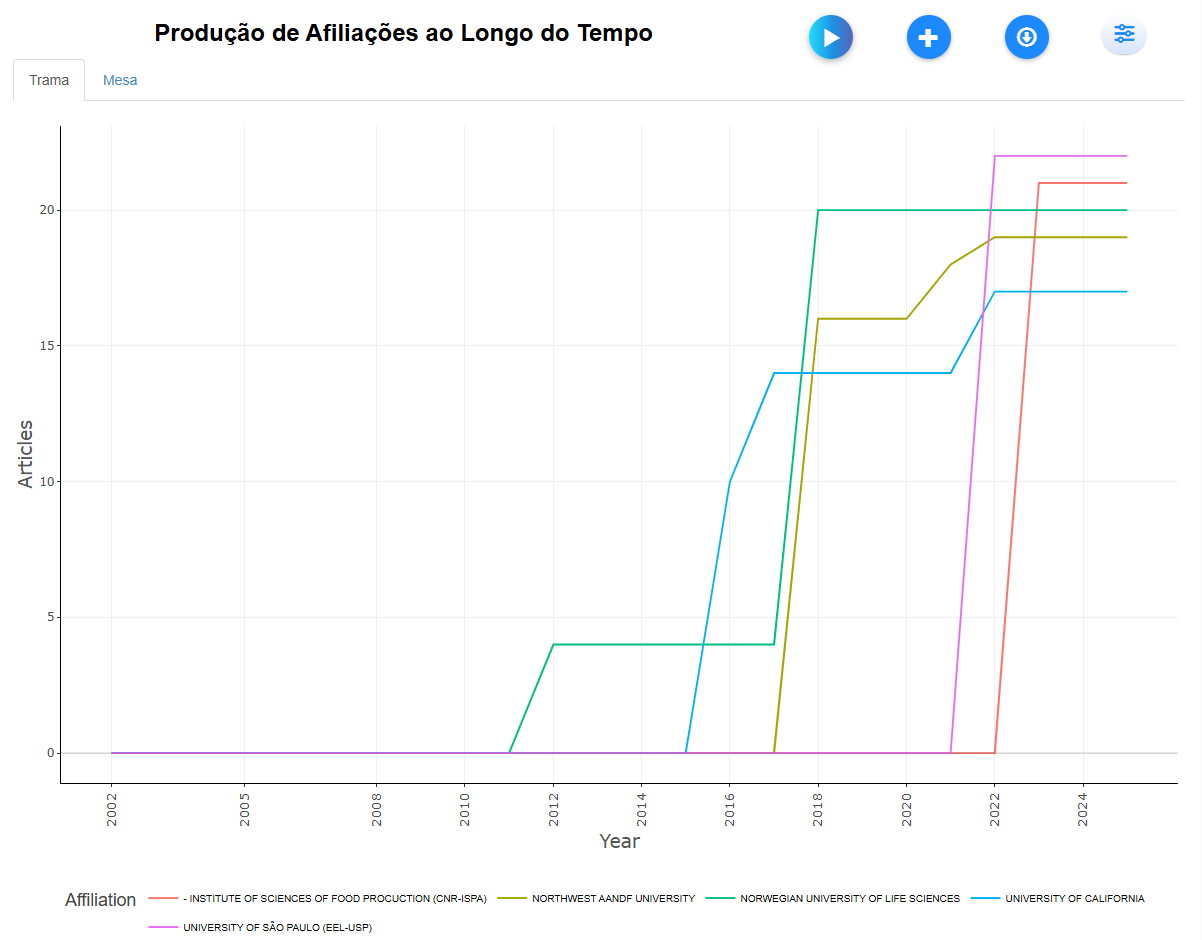 Produção de Afiliações ao Longo do Tempo
Trama
Mesa
20
15
10
5
0
Articles
2002
2005
2008
2010
2012
2014
2016
2018
2020
2022
2024
Year
Affiliation
- INSTITUTE OF SCIENCES OF FOOD PROCUCTION (CNR-ISPA)
NORTHWEST AANDF UNIVERSITY
NORWEGIAN UNIVERSITY OF LIFE SCIENCES
UNIVERSITY OF CALIFORNIA
UNIVERSITY OF SÃO PAULO (EEL-USP)